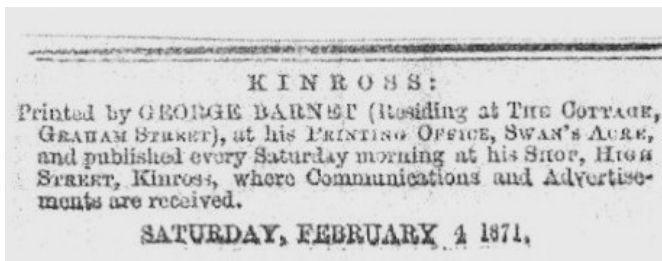 KINROSS:
Printed by GEORGE BARNET (Residing at THE COTTAGE,
GRAHAM STREET), at his PRINTING OFFICE, SWAN'S ACRE,
and published every Saturday morning at his SHOP, HIGH
STREET, Kinross, where Communications and Advertise-
ments are received.
SATURDAY, FEBRUARY 4 1871.